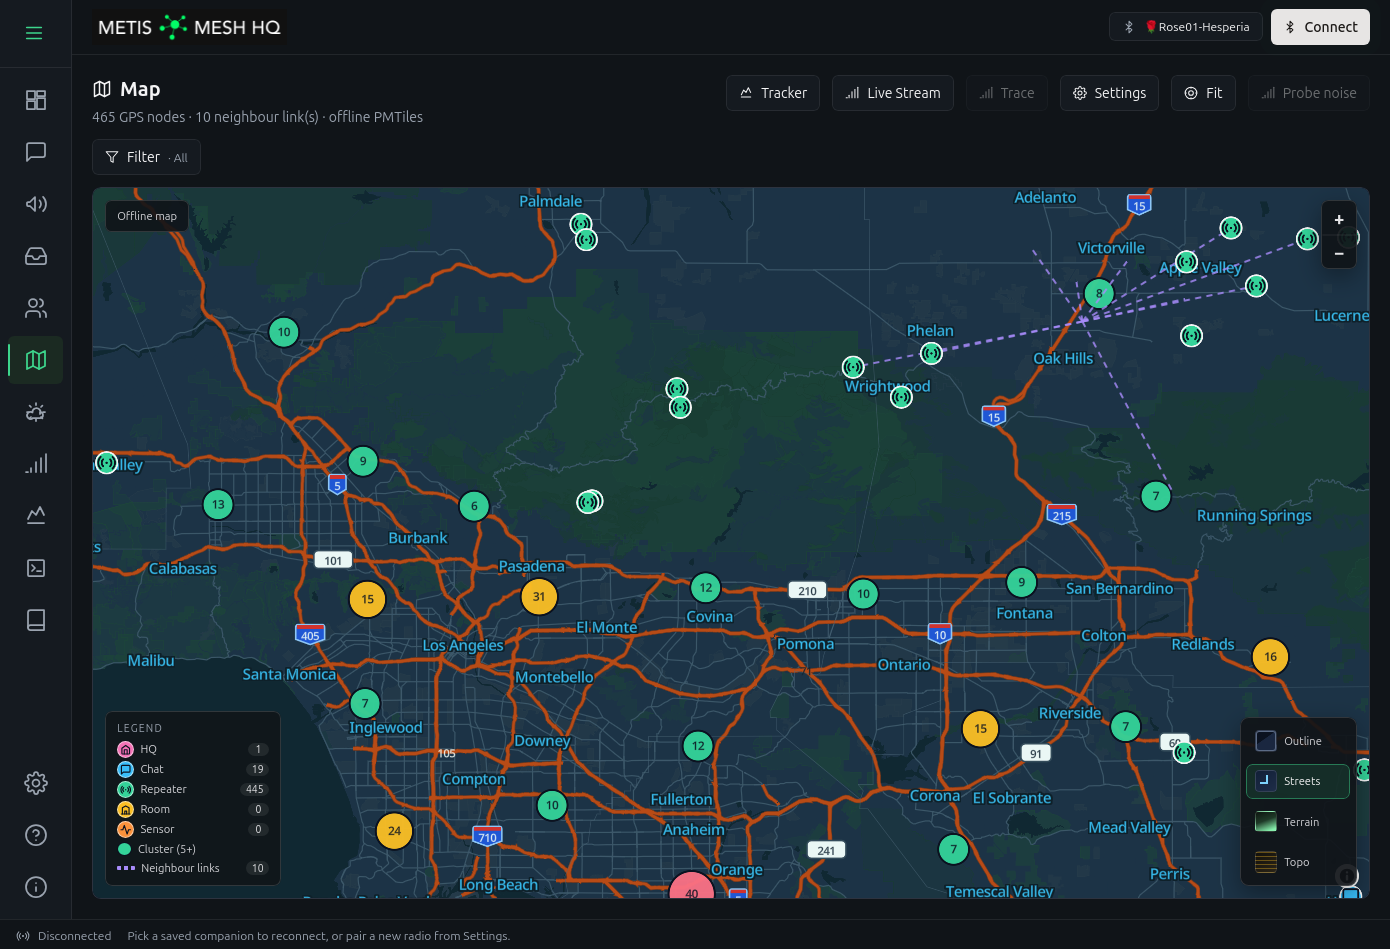 METIS MESH HQ
Rose01-Hesperia
Connect
Map
465 GPS nodes · 10 neighbour link(s) · offline PMTiles
Tracker
Live Stream
Trace
Settings
Fit
Probe noise
Filter · All
Offline map
+
−
Palmdale
Adelanto
15
Victorville
Apple Valley
8
Lucerne
10
Phelan
Oak Hills
Wrightwood
15
9
5
13
6
7
215
Running Springs
Burbank
101
Calabasas
Pasadena
15
31
12
210
10
9
San Bernardino
Covina
Fontana
405
El Monte
10
Colton
Los Angeles
Pomona
Redlands
16
Malibu
Santa Monica
Montebello
Ontario
7
Inglewood
Riverside
7
15
Downey
12
105
91
Compton
10
Fullerton
Corona
El Sobrante
24
710
Anaheim
Mead Valley
241
7
Orange
Perris
Long Beach
40
Temescal Valley
LEGEND
HQ 1
Chat 19
Repeater 445
Room 0
Sensor 0
Cluster (5+)
Neighbour links 10
Outline
Streets
Terrain
Topo
Disconnected
Pick a saved companion to reconnect, or pair a new radio from Settings.